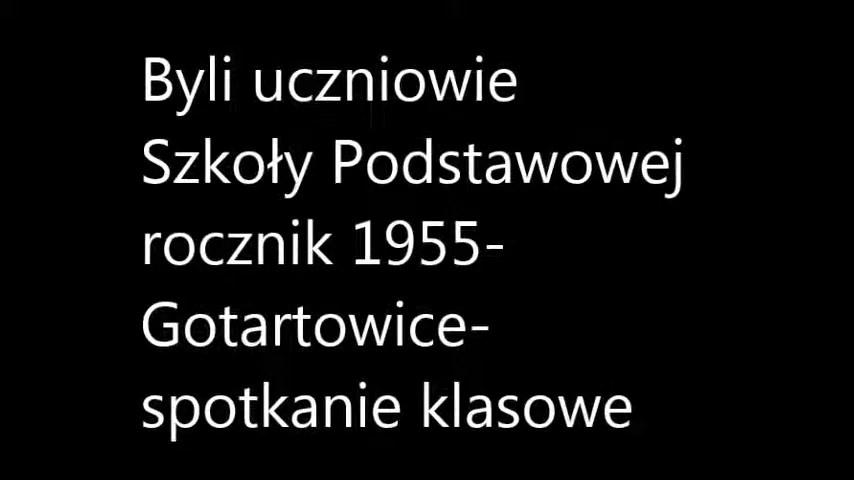 Byli uczniowie
Szkoły Podstawowej
rocznik 1955-
Gotartowice-
spotkanie klasowe